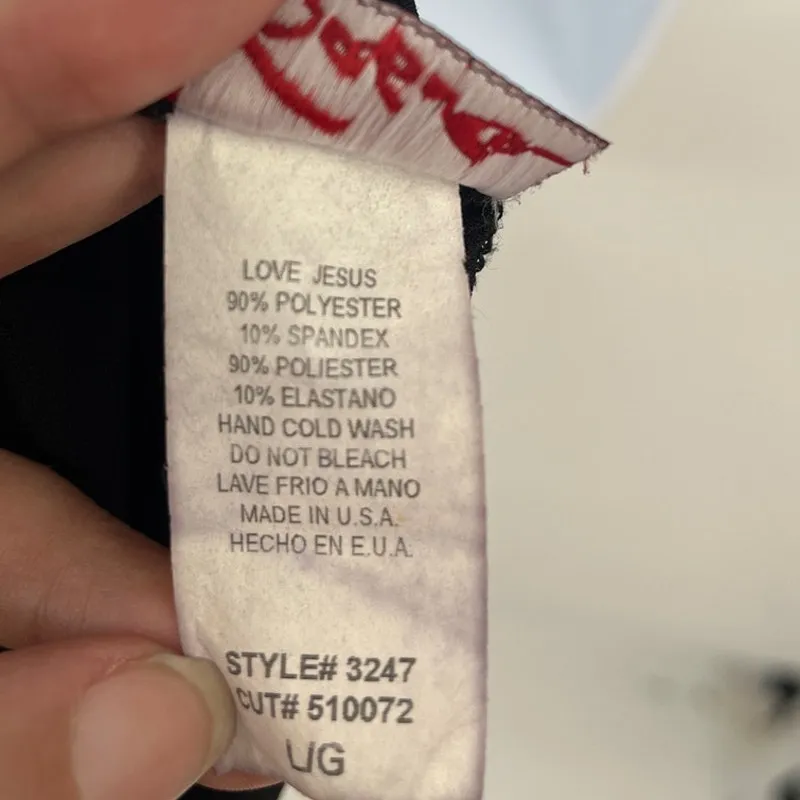 LOVE JESUS
90% POLYESTER
10% SPANDEX
90% POLIESTER
10% ELASTANO
HAND COLD WASH
DO NOT BLEACH
LAVE FRIO A MANO
MADE IN U.S.A.
HECHO EN E.U.A.
STYLE# 3247
CUT# 510072
L/G